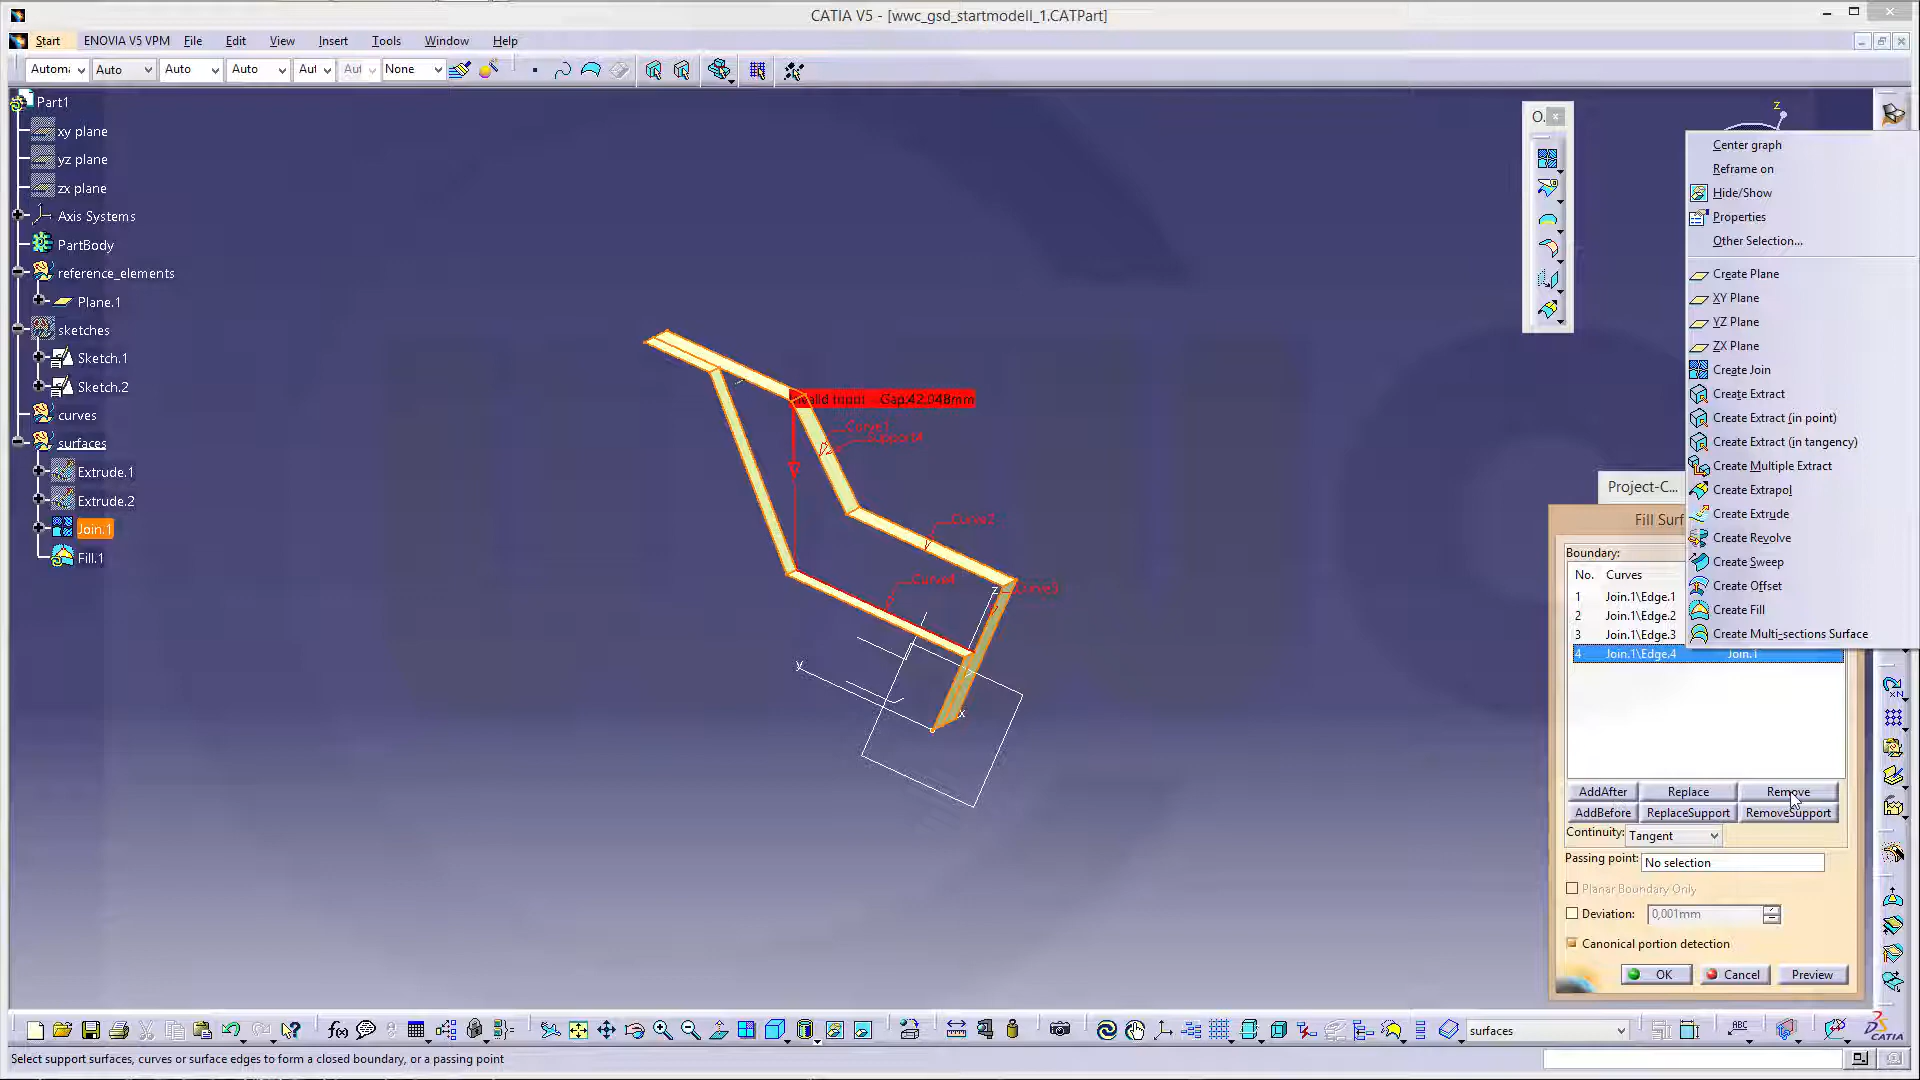 CATIA V5 - [wwc_gsd_startmodell_1.CATPart]
Start ENOVIA V5 VPM File Edit View Insert Tools Window Help
Auto Auto Auto None
Part1
xy plane
yz plane
zx plane
Axis Systems
PartBody
reference_elements
Plane.1
sketches
Sketch.1
Sketch.2
curves
surfaces
Extrude.1
Extrude.2
Join.1
Fill.1
Gap:42.048mm
Curve1
Support4
Curve2
Curve3
Curve4
z
y
x
O.
z
Center graph
Reframe on
Hide/Show
Properties
Other Selection...
Create Plane
XY Plane
YZ Plane
ZX Plane
Create Join
Create Extract
Create Extract (in point)
Create Extract (in tangency)
Create Multiple Extract
Create Extrapol
Create Extrude
Create Revolve
Create Sweep
Create Offset
Create Fill
Create Multi-sections Surface
Project-C...
Fill Surf
Boundary:
No. Curves
1 Join.1\Edge.1
2 Join.1\Edge.2
3 Join.1\Edge.3
4 Join.1\Edge.4 Join.1
AddAfter Replace Remove
AddBefore ReplaceSupport RemoveSupport
Continuity: Tangent
Passing point: No selection
Planar Boundary Only
Deviation: 0,001mm
Canonical portion detection
OK Cancel Preview
surfaces
Select support surfaces, curves or surface edges to form a closed boundary, or a passing point